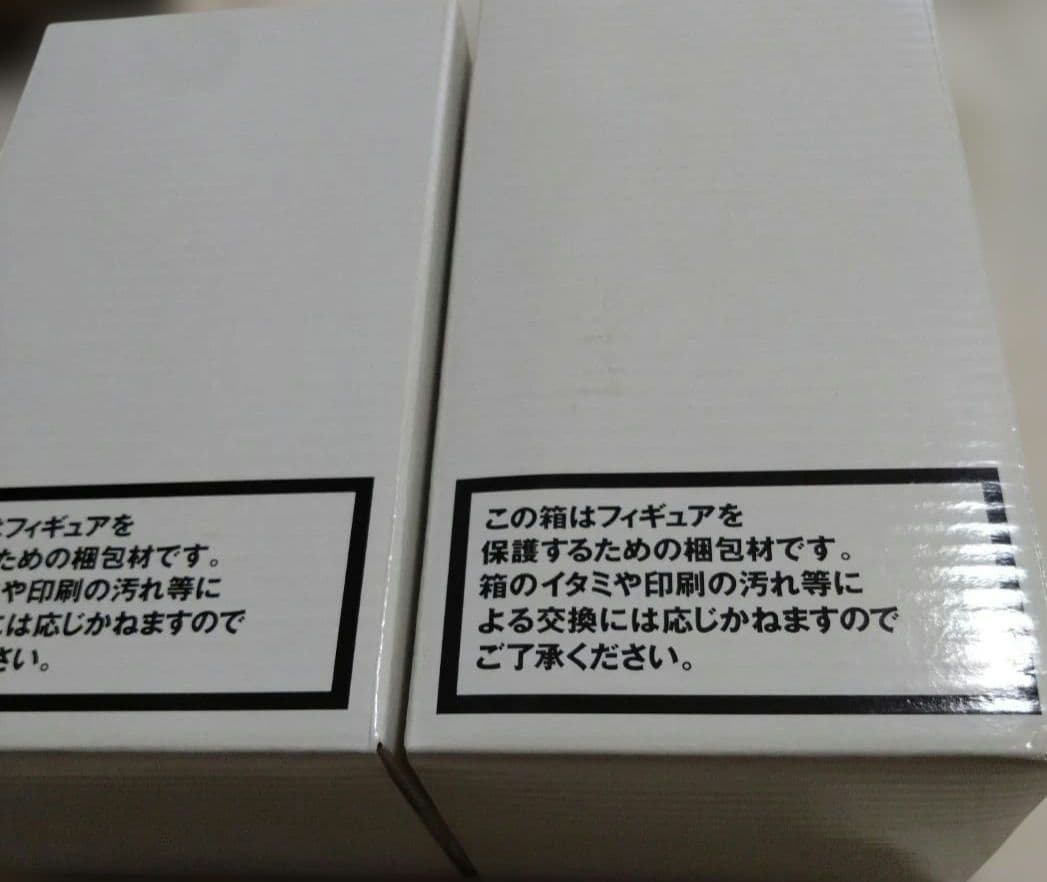 フィギュアを
ための梱包材です。
や印刷の汚れ等に
は応じかねますので
さい。
この箱はフィギュアを
保護するための梱包材です。
箱のイタミや印刷の汚れ等に
よる交換には応じかねますので
ご了承ください。